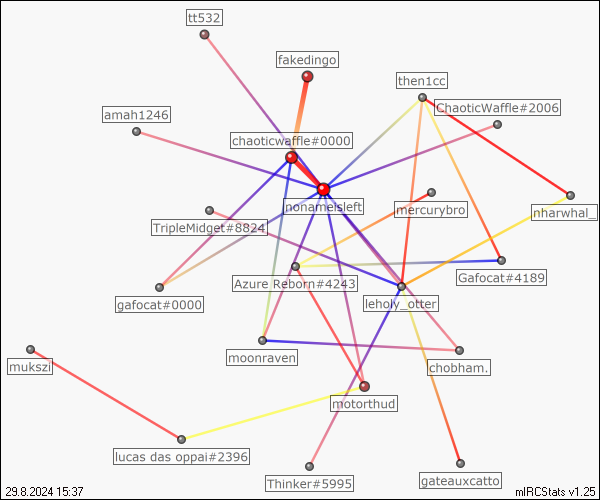 tt532
fakedingo
then1cc
ChaoticWaffle#2006
amah1246
chaoticwaffle#0000
nonameisleft
mercurybro
nharwhal_
TripleMidget#8824
Azure Reborn#4243
Gafocat#4189
gafocat#0000
leholy_otter
moonraven
chobham.
mukszi
motorthud
lucas das oppai#2396
Thinker#5995
gateauxcatto
29.8.2024 15:37
mIRCStats v1.25